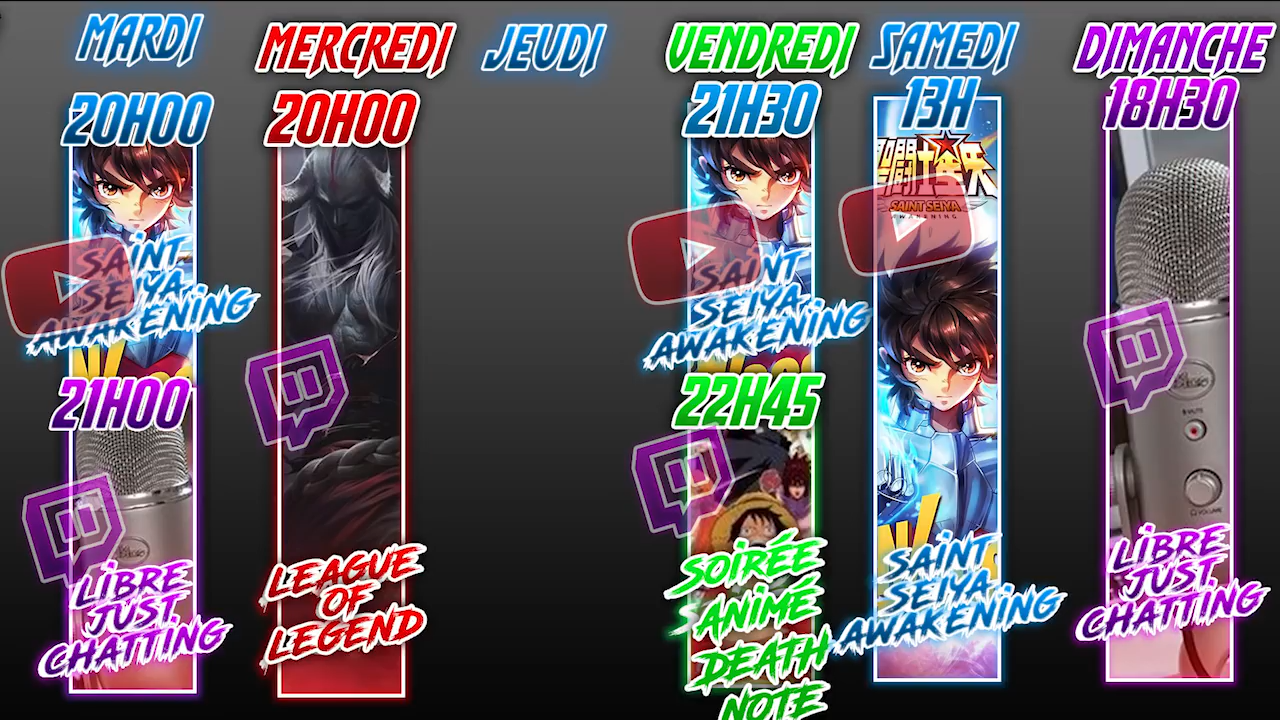 MARDI
20H00
SAINT
SEIYA
AWAKENING
21H00
LIBRE
JUST
CHATTING
MERCREDI
20H00
LEAGUE
OF
LEGEND
JEUDI
VENDREDI
21H30
SAINT
SEIYA
AWAKENING
22H45
SOIRÉE
ANIMÉ
DEATH
NOTE
SAMEDI
13H
SAINT SEIYA
AWAKENING
SAINT
SEIYA
AWAKENING
DIMANCHE
18H30
MUTE
VOLUME
LIBRE
JUST
CHATTING